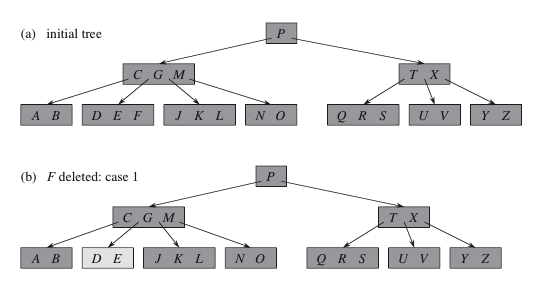 (a) initial tree
P
C G M
T X
A B
D E F
J K L
N O
Q R S
U V
Y Z
(b) F deleted: case 1
P
C G M
T X
A B
D E
J K L
N O
Q R S
U V
Y Z